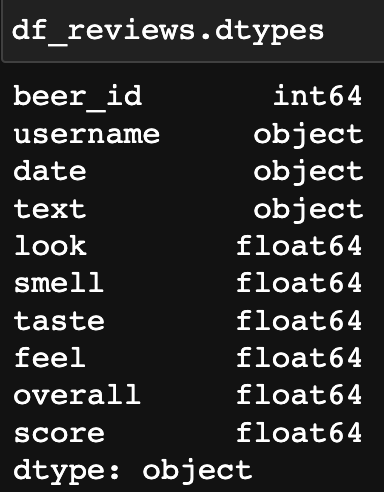 df_reviews.dtypes
beer_id int64
username object
date object
text object
look float64
smell float64
taste float64
feel float64
overall float64
score float64
dtype: object